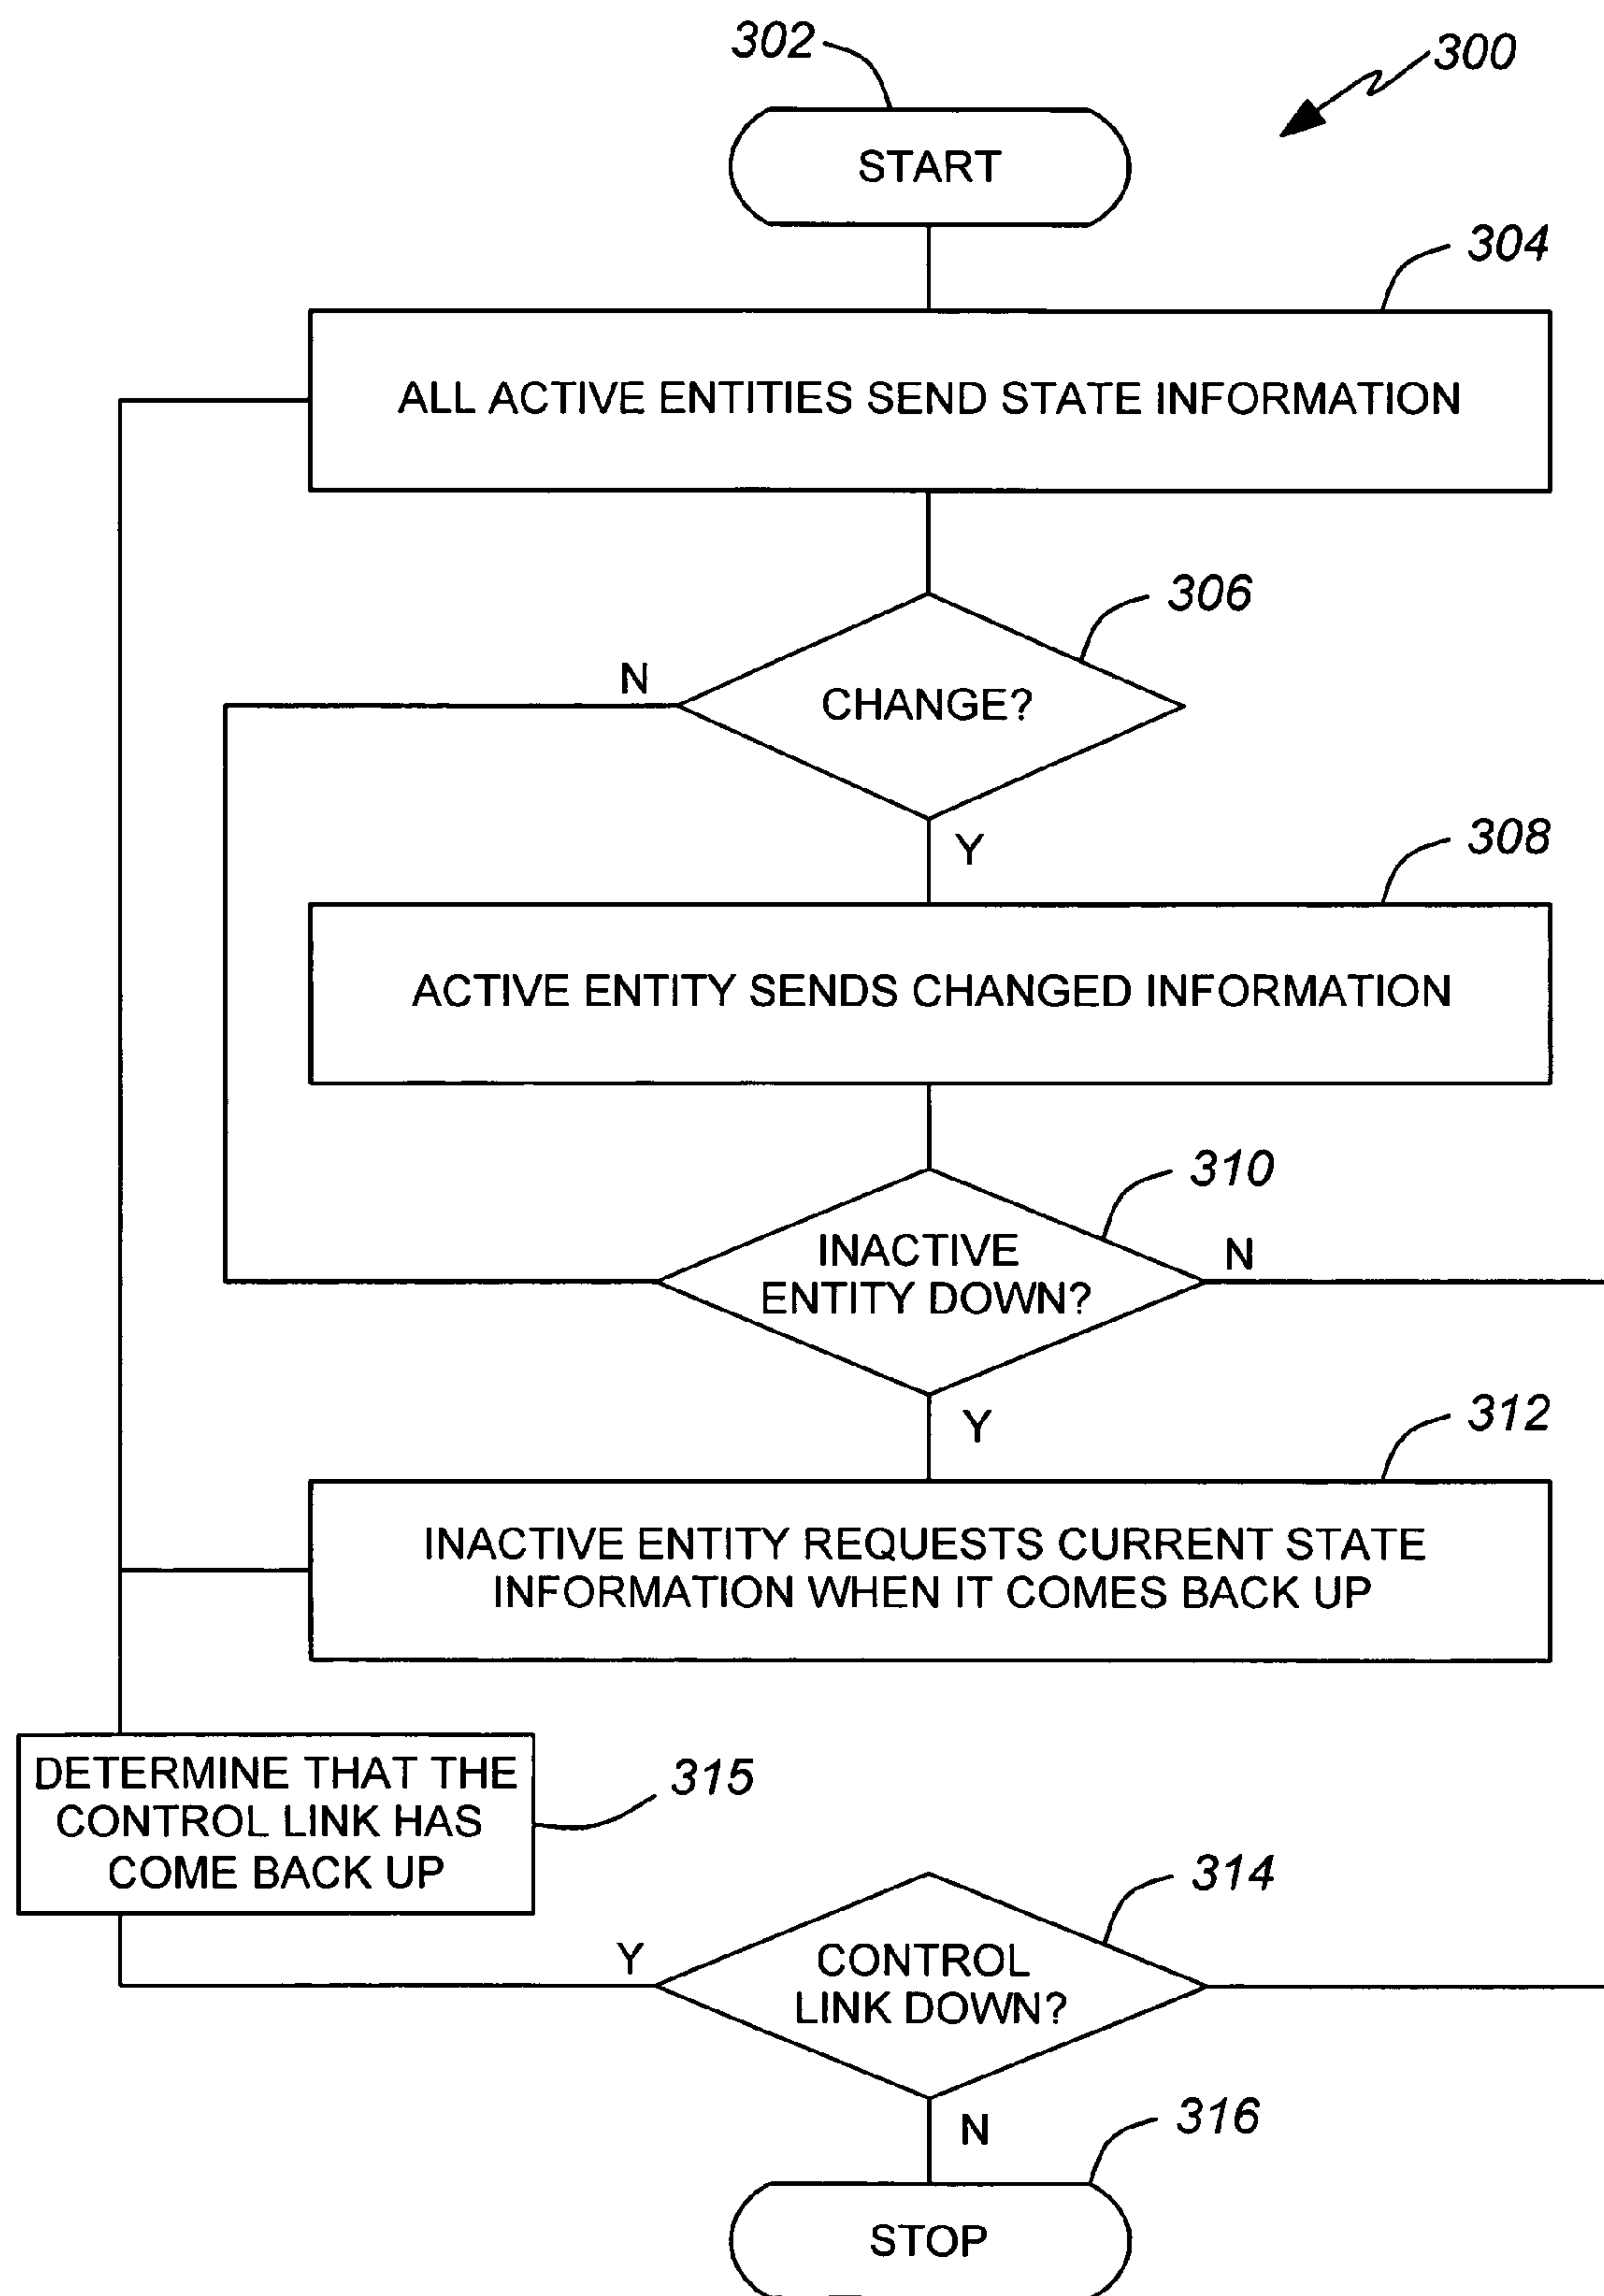 302
300
START
304
ALL ACTIVE ENTITIES SEND STATE INFORMATION
306
N
CHANGE?
Y
308
ACTIVE ENTITY SENDS CHANGED INFORMATION
310
INACTIVE
ENTITY DOWN?
N
Y
312
INACTIVE ENTITY REQUESTS CURRENT STATE
INFORMATION WHEN IT COMES BACK UP
DETERMINE THAT THE
CONTROL LINK HAS
COME BACK UP
315
314
Y
CONTROL
LINK DOWN?
N
316
STOP